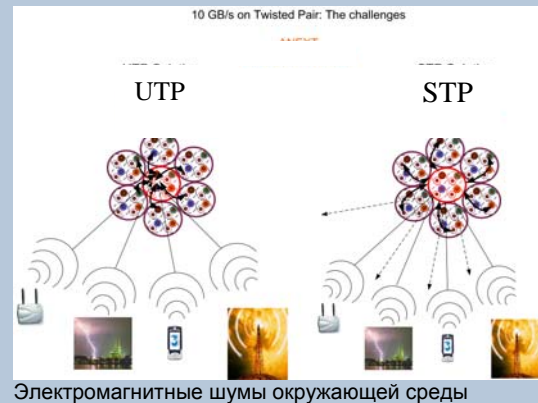 10 GB/s on Twisted Pair: The challenges
UTP
STP
Электромагнитные шумы окружающей среды